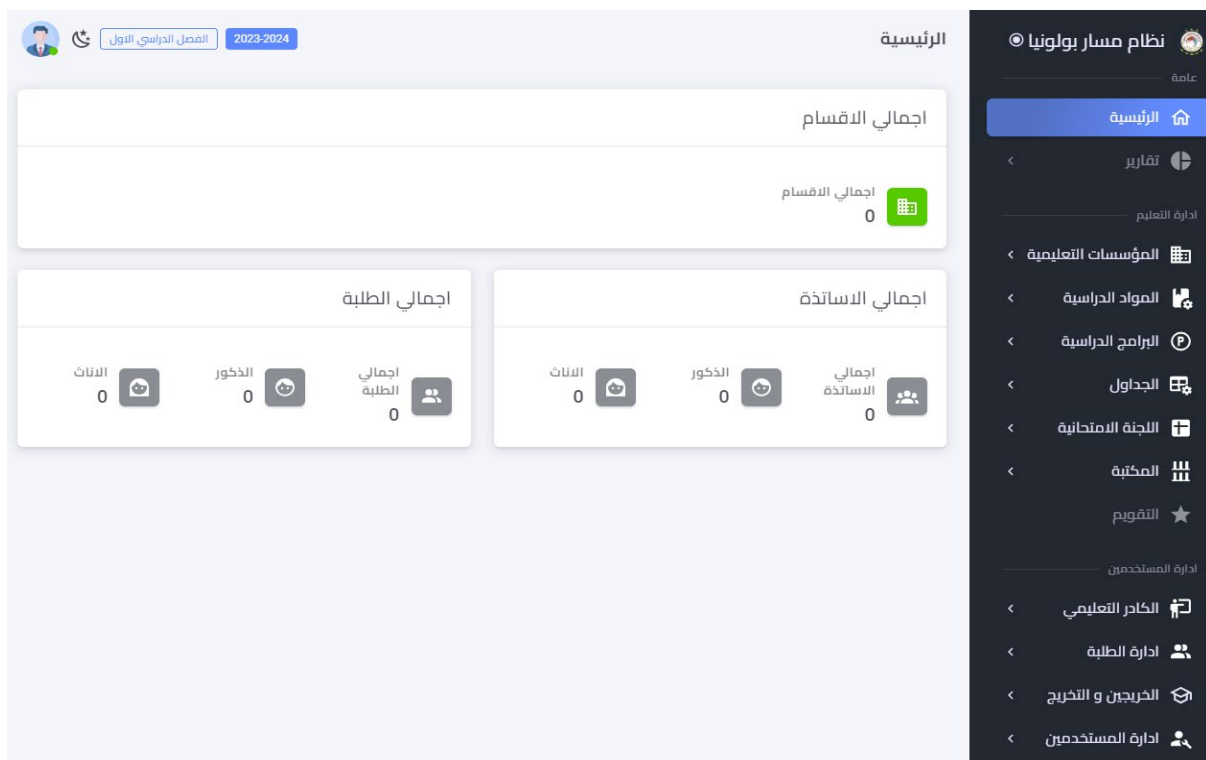 نظام مسار بولونيا
عامة
الرئيسية
تقارير
ادارة التعليم
المؤسسات التعليمية
المواد الدراسية
البرامج الدراسية
الجداول
اللجنة الامتحانية
المكتبة
التقويم
ادارة المستخدمين
الكادر التعليمي
ادارة الطلبة
الخريجين و التخريج
ادارة المستخدمين
الرئيسية
2023-2024
الفصل الدراسي الاول
اجمالي الاقسام
اجمالي الاقسام
0
اجمالي الاساتذة
اجمالي
الاساتذة
0
الذكور
0
الاناث
0
اجمالي الطلبة
اجمالي
الطلبة
0
الذكور
0
الاناث
0